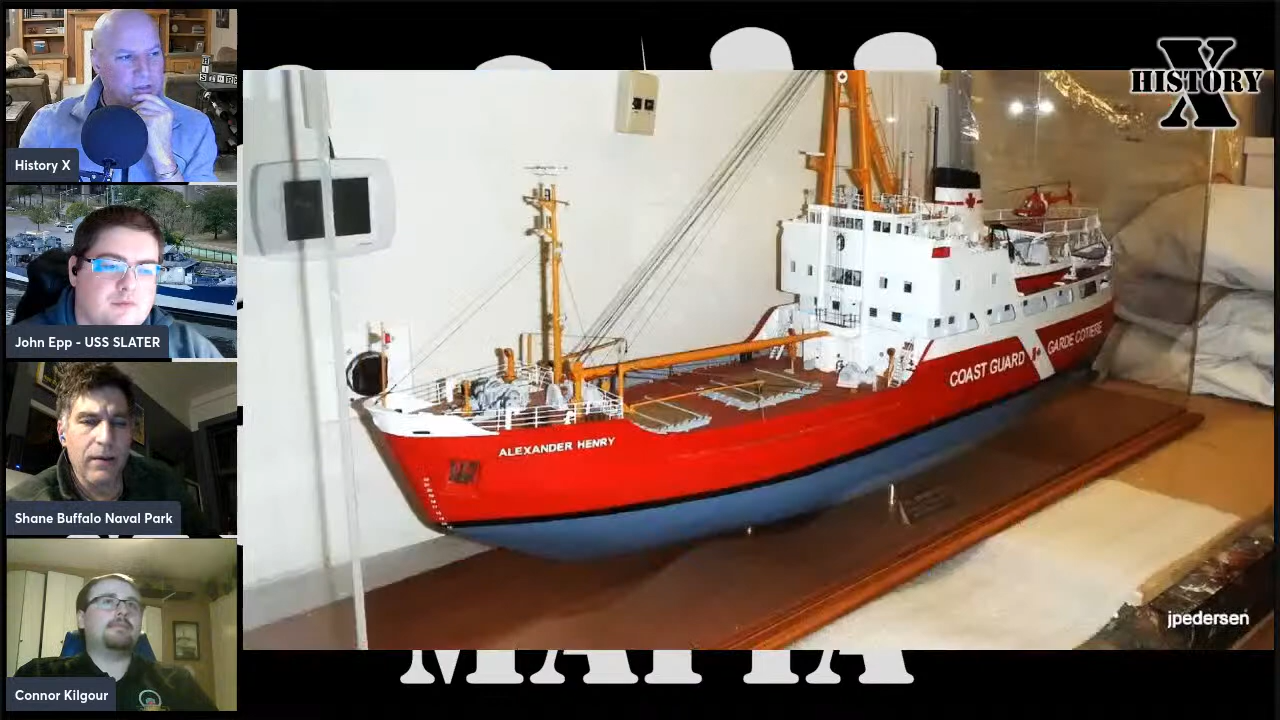 History X
John Epp - USS SLATER
Shane Buffalo Naval Park
Connor Kilgour
X
HISTORY
COAST GUARD
GARDE COTIERE
ALEXANDER HENRY
jpedersen
MAFIA